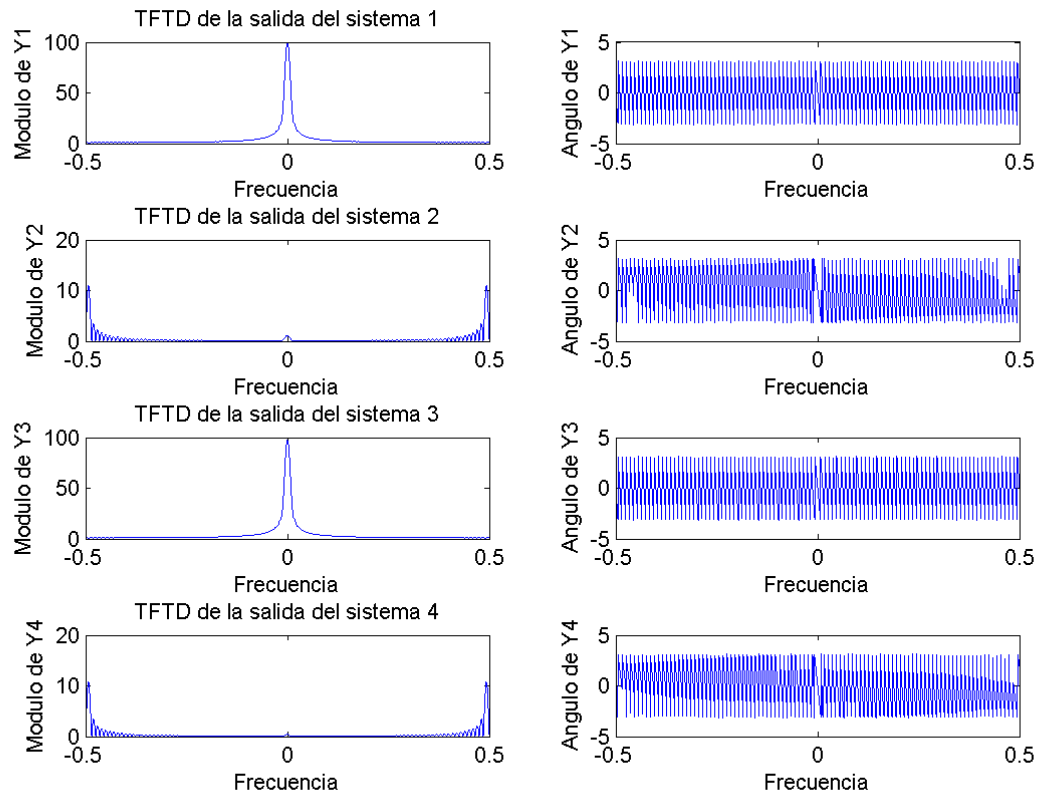 TFTD de la salida del sistema 1
Modulo de Y1
100
50
0
-0.5
0
0.5
Frecuencia
Angulo de Y1
5
0
-5
-0.5
0
0.5
Frecuencia
TFTD de la salida del sistema 2
Modulo de Y2
20
10
0
-0.5
0
0.5
Frecuencia
Angulo de Y2
5
0
-5
-0.5
0
0.5
Frecuencia
TFTD de la salida del sistema 3
Modulo de Y3
100
50
0
-0.5
0
0.5
Frecuencia
Angulo de Y3
5
0
-5
-0.5
0
0.5
Frecuencia
TFTD de la salida del sistema 4
Modulo de Y4
20
10
0
-0.5
0
0.5
Frecuencia
Angulo de Y4
5
0
-5
-0.5
0
0.5
Frecuencia